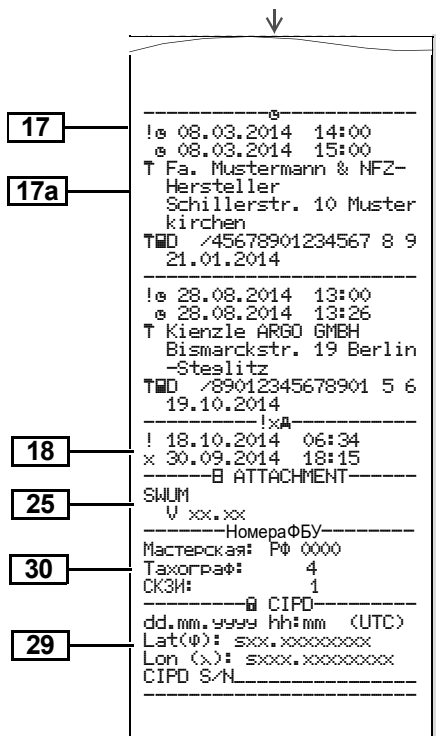 17
!⊙ 08.03.2014 14:00
⊙ 08.03.2014 15:00
17a
T Fa. Mustermann & NFZ-
Hersteller
Schillerstr. 10 Muster
kirchen
T■D /45678901234567 8 9
21.01.2014
!⊙ 28.08.2014 13:00
⊙ 28.08.2014 13:26
T Kienzle ARGO GMBH
Bismarckstr. 19 Berlin
-Steglitz
T■D /89012345678901 5 6
19.10.2014
----------!×Д----------
18
! 18.10.2014 06:34
× 30.09.2014 18:15
------8 ATTACHMENT------
25
SWUM
V xx.xx
-------НомераФБУ--------
Мастерская: РФ 0000
30
Тахограф: 4
СКЗИ: 1
--------- CIPD---------
dd.mm.yyyy hh:mm (UTC)
29
Lat(φ): sxx.xxxxxxxx
Lon (λ): sxxx.xxxxxxxx
CIPD S/N________________